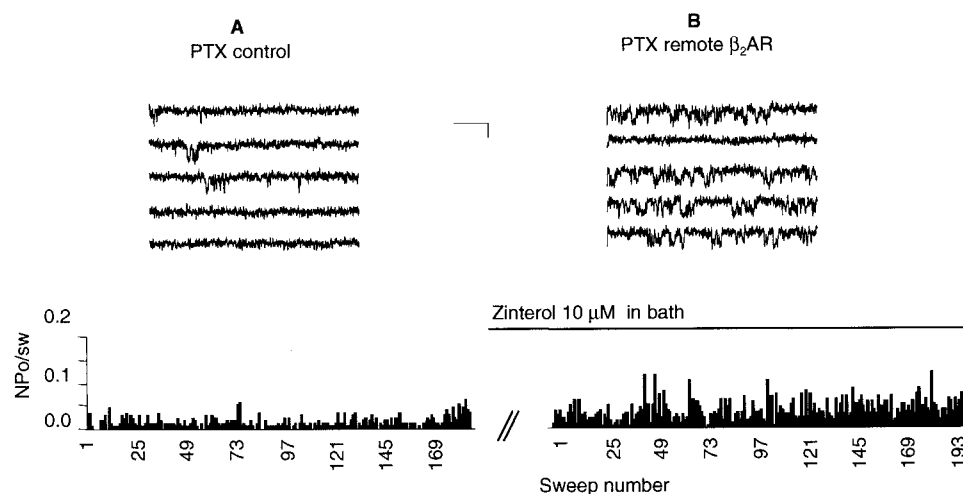 A
PTX control
B
PTX remote β₂AR
Zinterol 10 μM in bath
NPo/sw
0.2
0.1
0.0
1 25 49 73 97 121 145 169
//
1 25 49 73 97 121 145 169 193
Sweep number